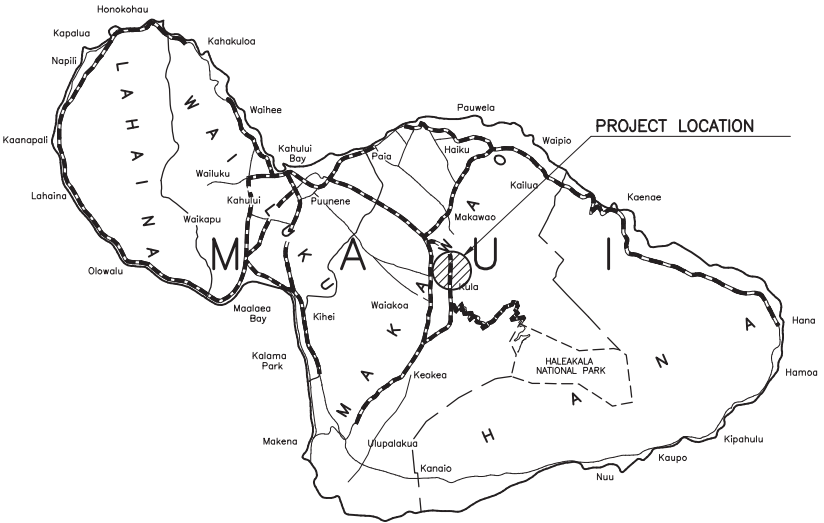 Honokohau
Kapalua
Kahakuloa
Napili
LAHAINA
WAILUKU
Waihee
Pauwela
PROJECT LOCATION
Kaanapali
Kahului
Bay
Paia
Haiku
Waipio
Wailuku
Kailua
Lahaina
Kahului
Puunene
Kaenae
Waikapu
Makawao
MAUI
MAKAWAO
Olowalu
Kula
Maalaea
Bay
Waiakoa
Kihei
Hana
Kalama
Park
HALEAKALA
NATIONAL PARK
Keokea
Hamoa
HANA
Makena
Ulupalakua
Kipahulu
Kaupo
Kanaio
Nuu